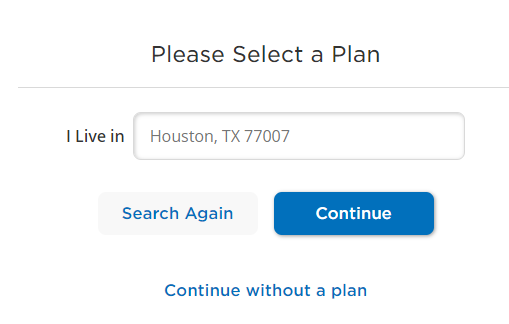 Please Select a Plan
I Live in Houston, TX 77007
Search Again Continue
Continue without a plan